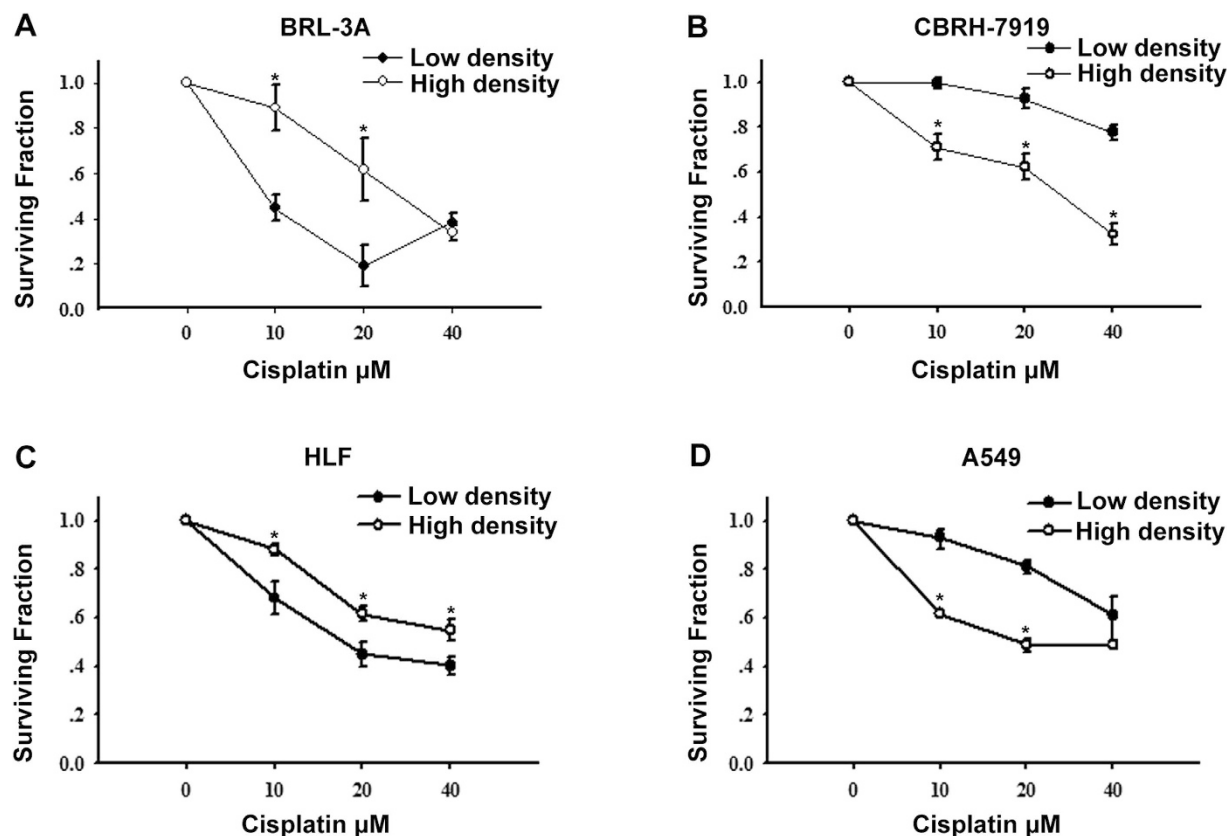 A
BRL-3A
Low density
High density
1.0
.8
.6
.4
.2
0.0
Surviving Fraction
*
*
0 10 20 40
Cisplatin µM
B
CBRH-7919
Low density
High density
1.0
.8
.6
.4
.2
0.0
Surviving Fraction
*
*
*
0 10 20 40
Cisplatin µM
C
HLF
Low density
High density
1.0
.8
.6
.4
.2
0.0
Surviving Fraction
*
*
*
0 10 20 40
Cisplatin µM
D
A549
Low density
High density
1.0
.8
.6
.4
.2
0.0
Surviving Fraction
*
*
0 10 20 40
Cisplatin µM